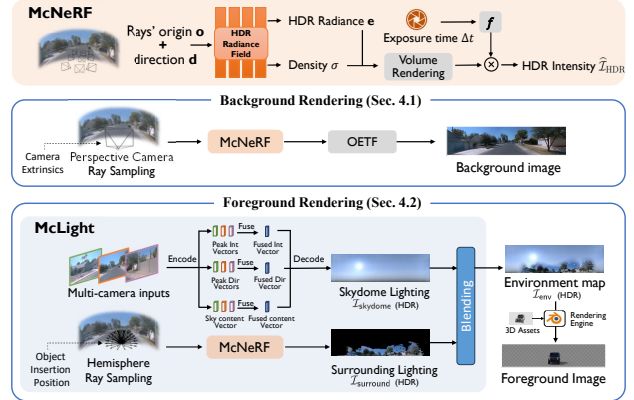 McNeRF
Rays' origin o
+
direction d
HDR
Radiance
Field
HDR Radiance e
Density σ
Exposure time Δt
f
Volume
Rendering
HDR Intensity Î_HDR
Background Rendering (Sec. 4.1)
Camera
Extrinsics
Perspective Camera
Ray Sampling
McNeRF
OETF
Background image
Foreground Rendering (Sec. 4.2)
McLight
Multi-camera inputs
Encode
Peak Int
Vectors
Fuse
Fused Int
Vector
Peak Dir
Vectors
Fuse
Fused Dir
Vector
Sky content
Vector
Fuse
Fused content
Vector
Decode
Skydome Lighting
I_skydome (HDR)
Object
Insertion
Position
Hemisphere
Ray Sampling
McNeRF
Surrounding Lighting
I_surround (HDR)
Blending
Environment map
I_env (HDR)
3D Assets
Rendering
Engine
Foreground Image